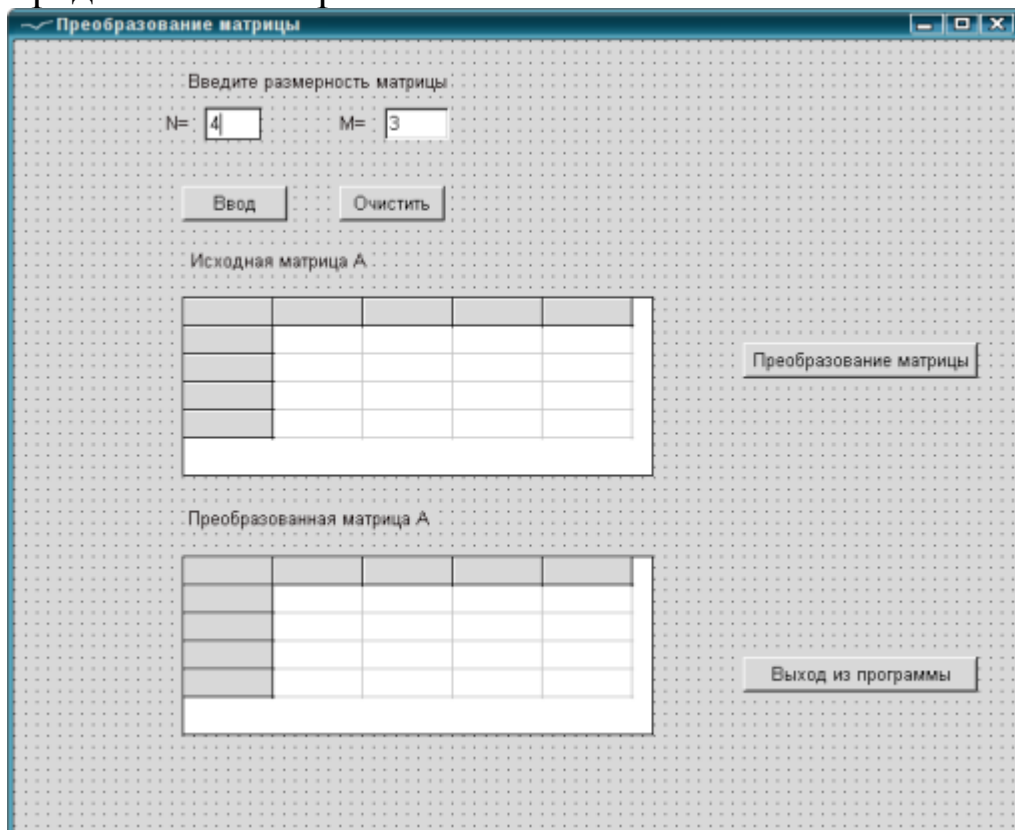 Преобразование матрицы
Введите размерность матрицы
N= 4 M= 3
Ввод Очистить
Исходная матрица А
Преобразование матрицы
Преобразованная матрица А
Выход из программы